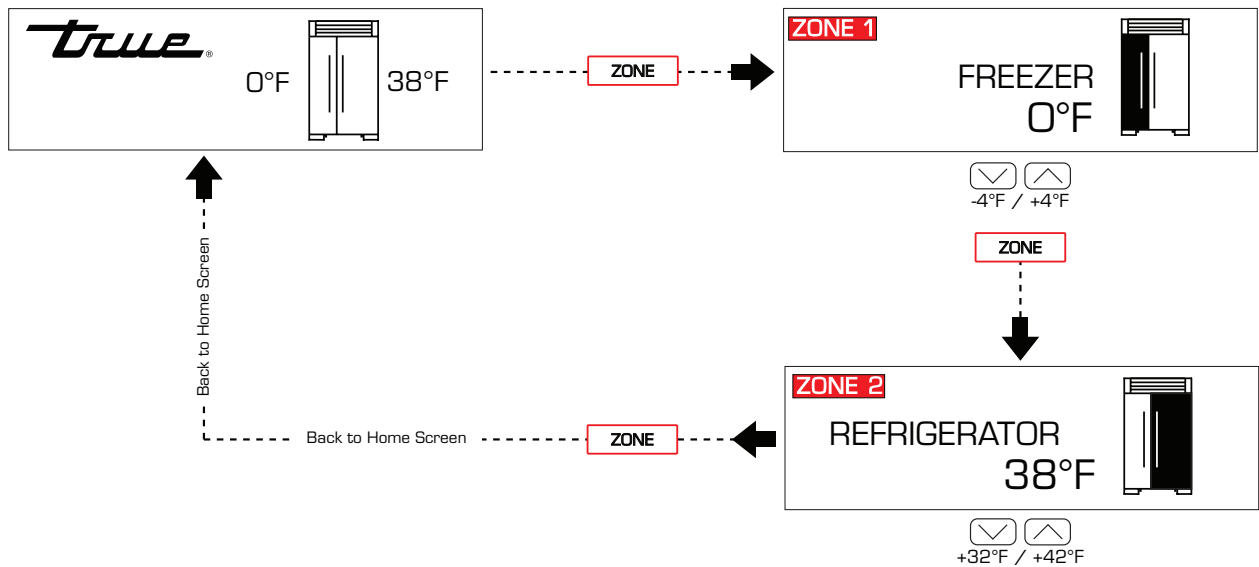 true®
0°F
38°F
ZONE
ZONE 1
FREEZER
0°F
-4°F / +4°F
ZONE
ZONE 2
REFRIGERATOR
38°F
+32°F / +42°F
ZONE
Back to Home Screen
Back to Home Screen